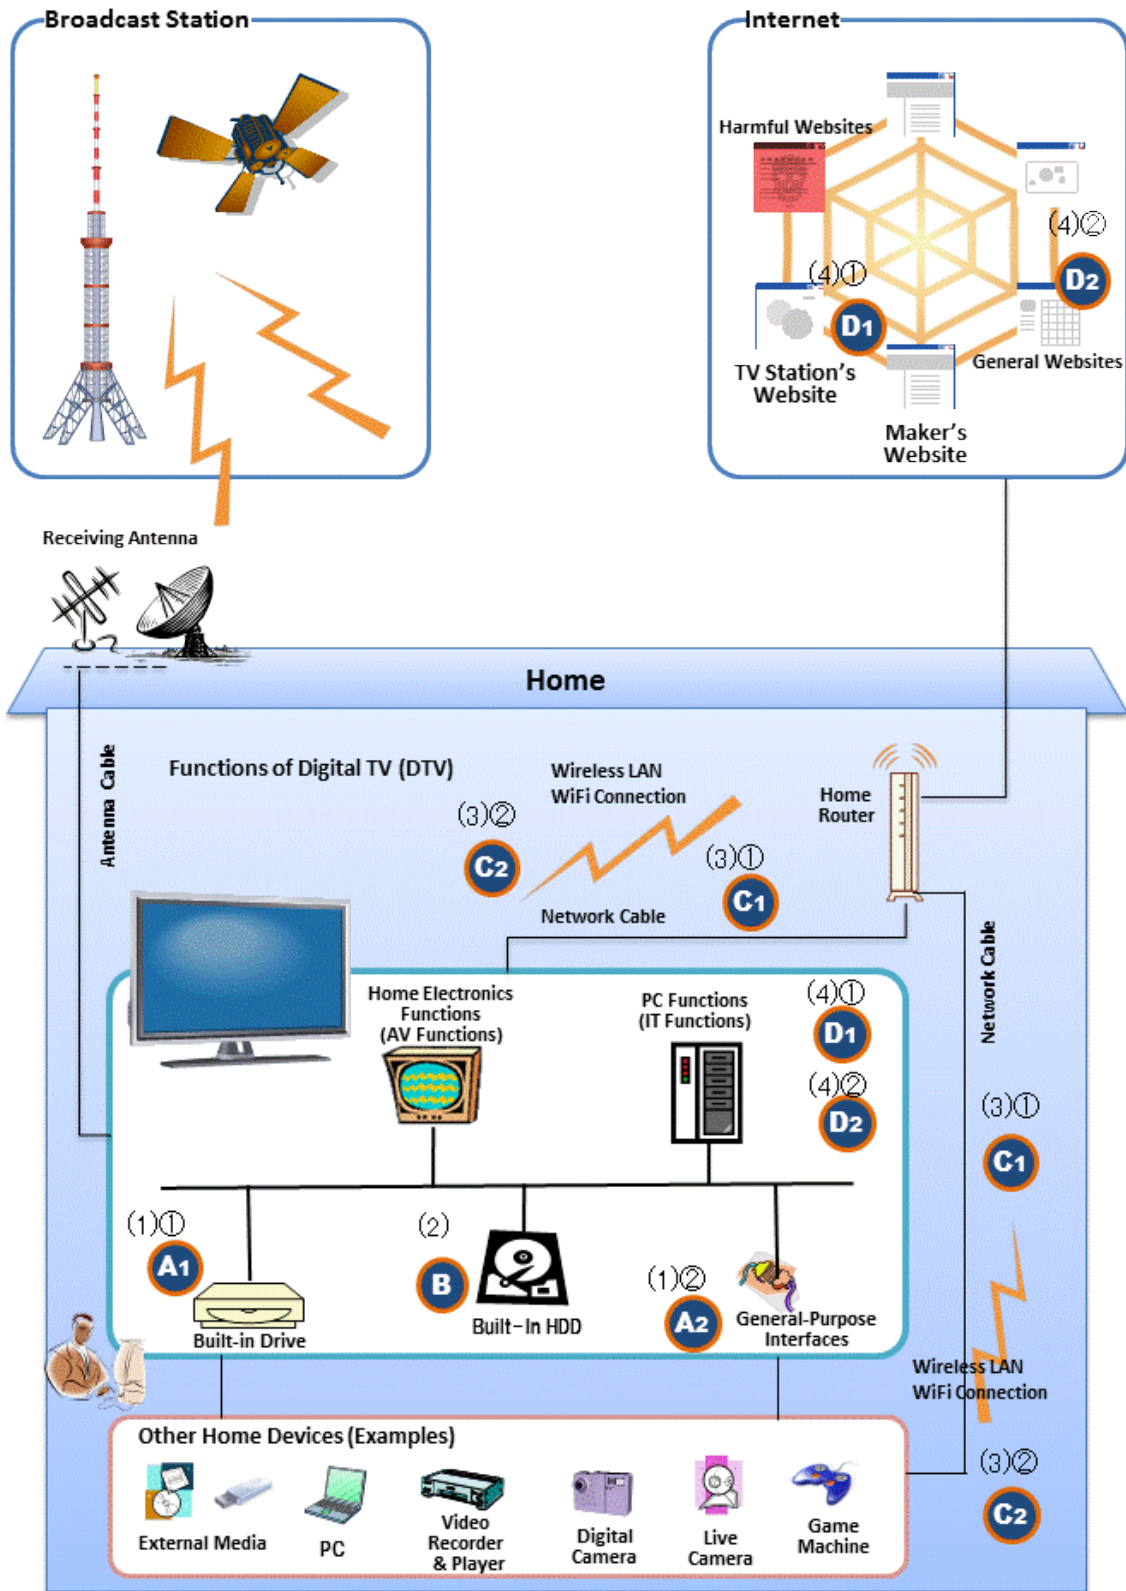 Broadcast Station
Internet
Harmful Websites
(4)②
D2
(4)①
D1
TV Station's
Website
General Websites
Maker's
Website
Receiving Antenna
Home
Antenna Cable
Functions of Digital TV (DTV)
Wireless LAN
WiFi Connection
Home
Router
(3)②
C2
(3)①
C1
Network Cable
Network Cable
Home Electronics
Functions
(AV Functions)
PC Functions
(IT Functions)
(4)①
D1
(4)②
D2
(3)①
C1
(1)①
A1
Built-in Drive
(2)
B
Built-In HDD
(1)②
A2
General-Purpose
Interfaces
Wireless LAN
WiFi Connection
Other Home Devices (Examples)
External Media
PC
Video
Recorder
& Player
Digital
Camera
Live
Camera
Game
Machine
(3)②
C2